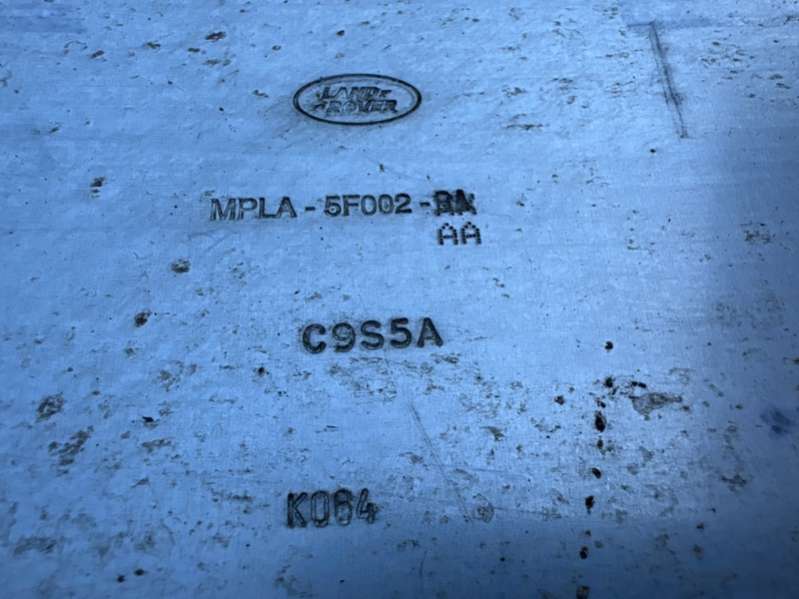 LAND
ROVER
MPLA - 5F002 -
AA
C9S5A
K064